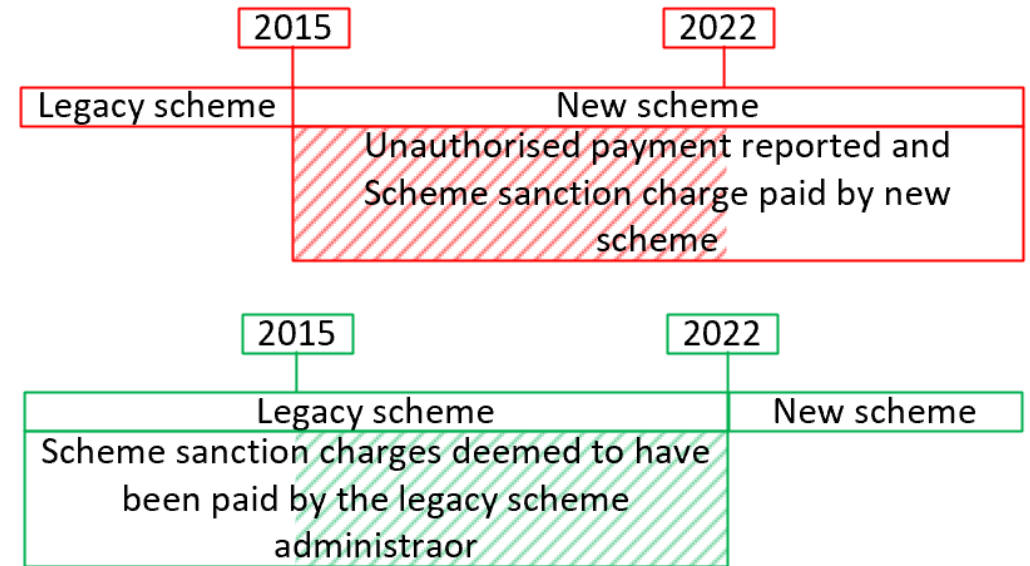 2015
2022
Legacy scheme
New scheme
Unauthorised payment reported and
Scheme sanction charge paid by new
scheme
2015
2022
Legacy scheme
New scheme
Scheme sanction charges deemed to have
been paid by the legacy scheme
administraor